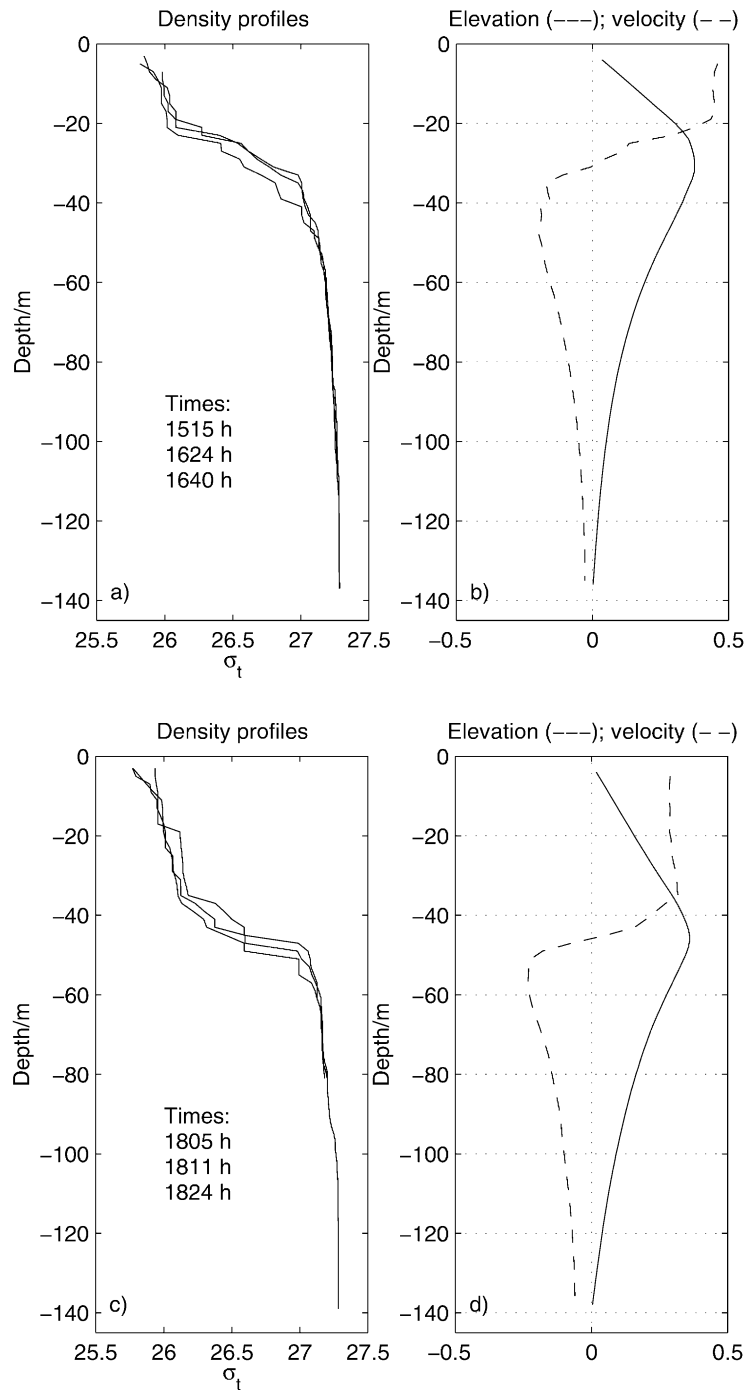 Density profiles
Elevation (−−−); velocity (− −)
0
−20
−40
−60
−80
−100
−120
−140
Depth/m
Times:
1515 h
1624 h
1640 h
a)
25.5 26 26.5 27 27.5
σt
0
−20
−40
−60
−80
−100
−120
−140
Depth/m
b)
−0.5 0 0.5
Density profiles
Elevation (−−−); velocity (− −)
0
−20
−40
−60
−80
−100
−120
−140
Depth/m
Times:
1805 h
1811 h
1824 h
c)
25.5 26 26.5 27 27.5
σt
0
−20
−40
−60
−80
−100
−120
−140
Depth/m
d)
−0.5 0 0.5